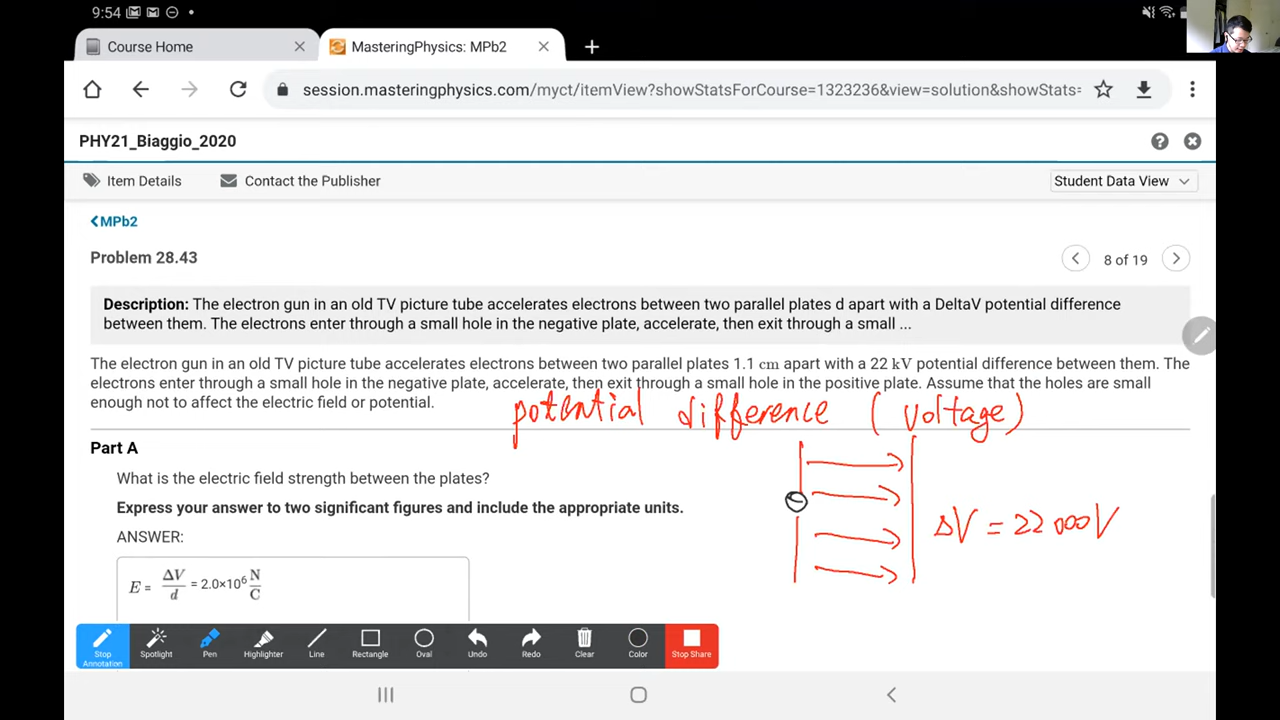 9:54
Course Home
MasteringPhysics: MPb2
session.masteringphysics.com/myct/itemView?showStatsForCourse=1323236&view=solution&showStats=
PHY21_Biaggio_2020
Item Details
Contact the Publisher
Student Data View
MPb2
Problem 28.43
8 of 19
Description: The electron gun in an old TV picture tube accelerates electrons between two parallel plates d apart with a DeltaV potential difference
between them. The electrons enter through a small hole in the negative plate, accelerate, then exit through a small ...
The electron gun in an old TV picture tube accelerates electrons between two parallel plates 1.1 cm apart with a 22 kV potential difference between them. The
electrons enter through a small hole in the negative plate, accelerate, then exit through a small hole in the positive plate. Assume that the holes are small
enough not to affect the electric field or potential.
potential difference (voltage)
Part A
What is the electric field strength between the plates?
Express your answer to two significant figures and include the appropriate units.
ΔV = 22000V
ANSWER:
E = ΔV/d = 2.0×10⁶ N/C
Stop Annotation
Spotlight
Pen
Highlighter
Line
Rectangle
Oval
Undo
Redo
Clear
Color
Stop Share